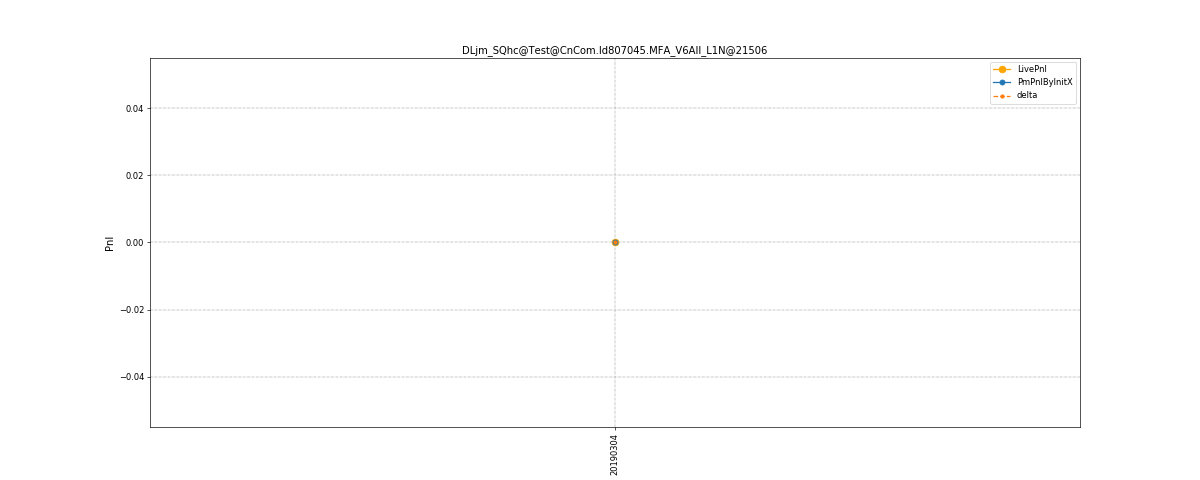 DLjm_SQhc@Test@CnCom.Id807045.MFA_V6All_L1N@21506
LivePnl
PmPnlByInitX
delta
0.04
0.02
0.00
−0.02
−0.04
Pnl
20190304